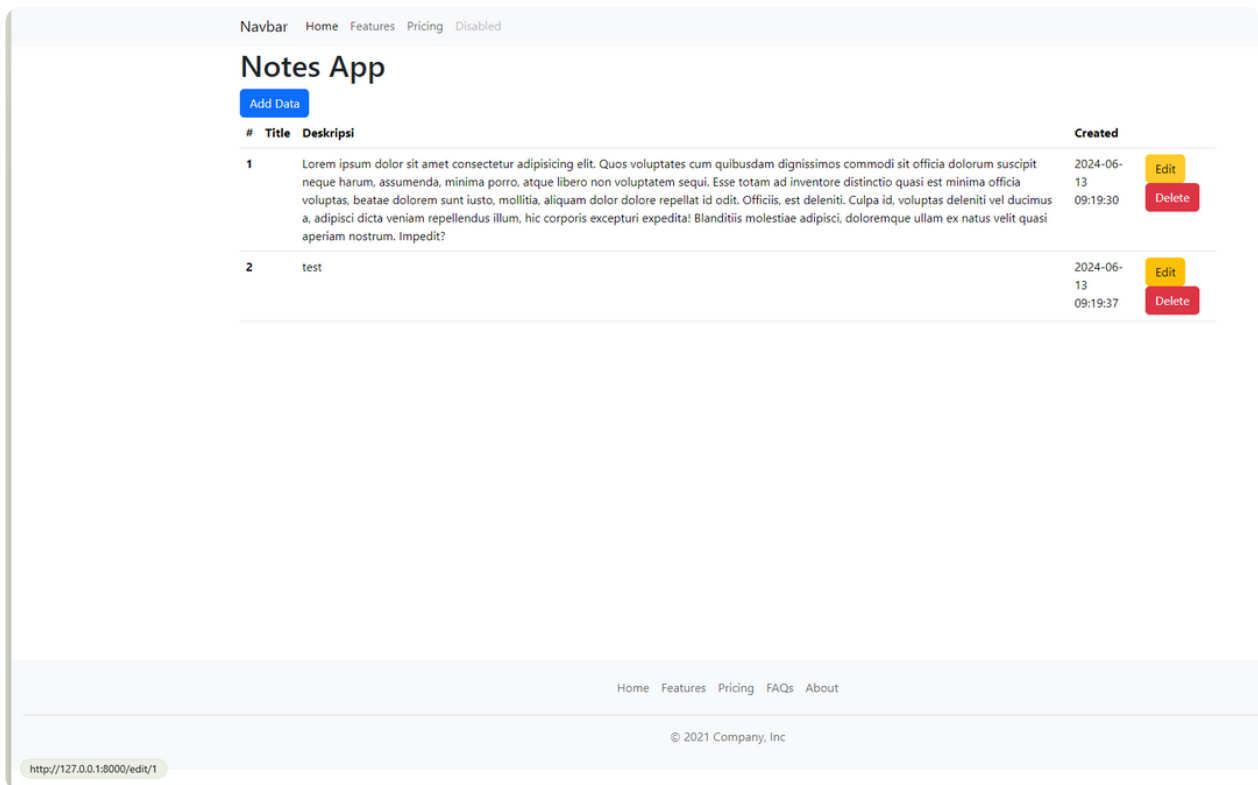 Navbar Home Features Pricing Disabled
Notes App
Add Data
# Title Deskripsi Created
1 Lorem ipsum dolor sit amet consectetur adipisicing elit. Quos voluptates cum quibusdam dignissimos commodi sit officia dolorum suscipit 2024-06- Edit
neque harum, assumenda, minima porro, atque libero non voluptatem sequi. Esse totam ad inventore distinctio quasi est minima officia 13
voluptas, beatae dolorem sunt iusto, mollitia, aliquam dolor dolore repellat id odit. Officiis, est deleniti. Culpa id, voluptas deleniti vel ducimus 09:19:30 Delete
a, adipisci dicta veniam repellendus illum, hic corporis excepturi expedita! Blanditiis molestiae adipisci, doloremque ullam ex natus velit quasi
aperiam nostrum. Impedit?
2 test 2024-06- Edit
13
09:19:37 Delete
Home Features Pricing FAQs About
© 2021 Company, Inc
http://127.0.0.1:8000/edit/1